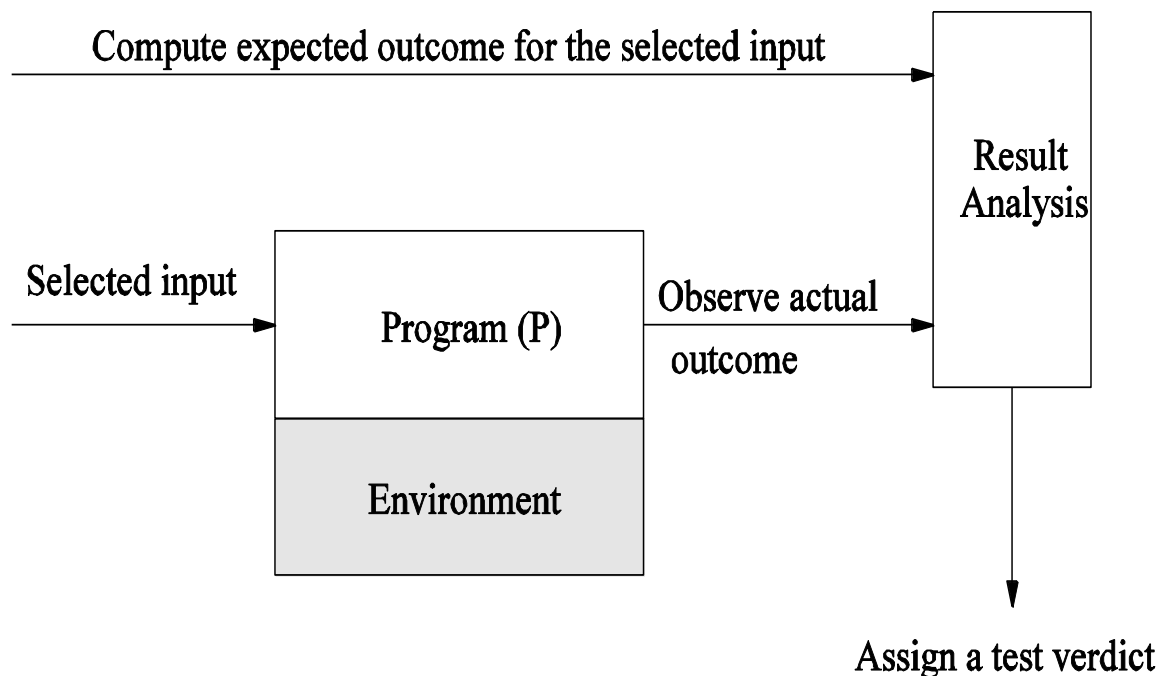 Compute expected outcome for the selected input
Result
Analysis
Selected input
Program (P)
Observe actual
outcome
Environment
Assign a test verdict